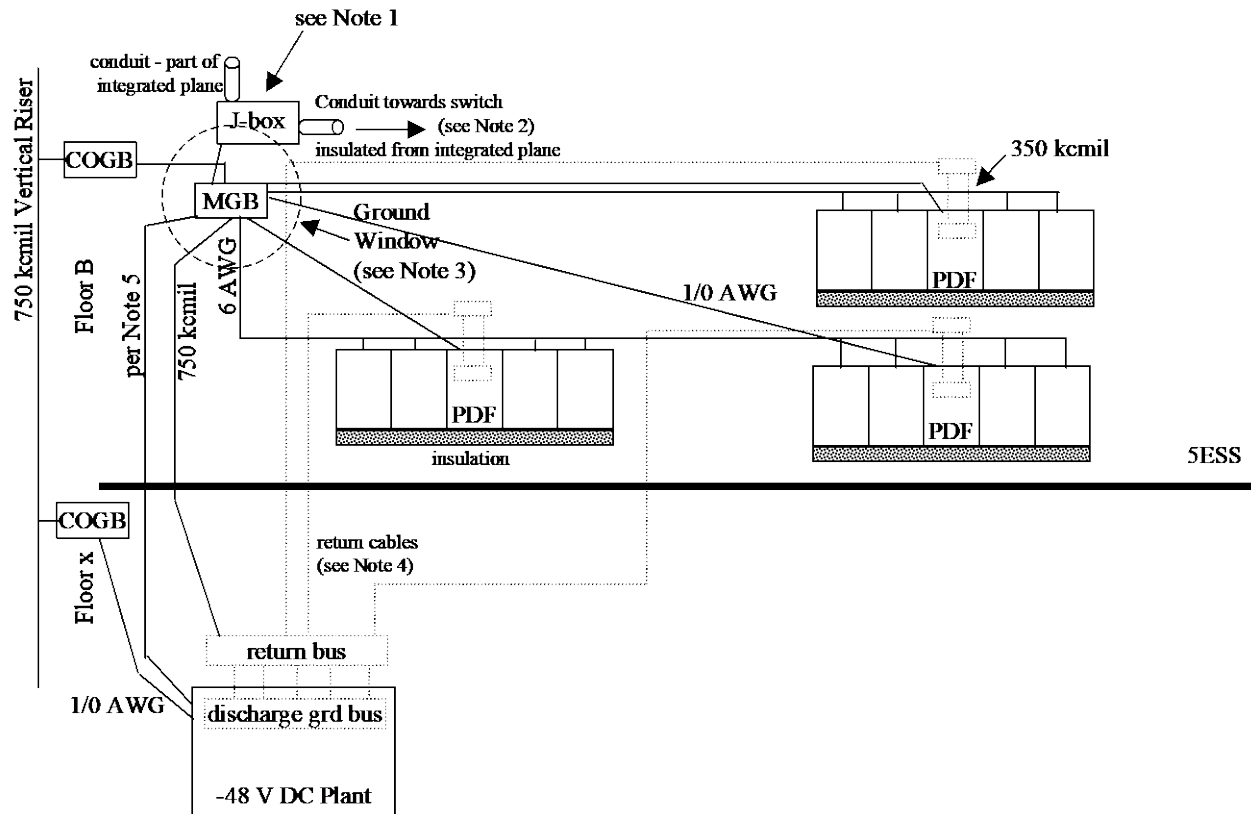 see Note 1
conduit - part of
integrated plane
J-box
Conduit towards switch
(see Note 2)
insulated from integrated plane
750 kcmil Vertical Riser
COGB
MGB
350 kcmil
Ground
Window
(see Note 3)
Floor B
per Note 5
750 kcmil
6 AWG
1/0 AWG
PDF
PDF
PDF
insulation
5ESS
COGB
Floor x
return cables
(see Note 4)
return bus
1/0 AWG
discharge grd bus
-48 V DC Plant